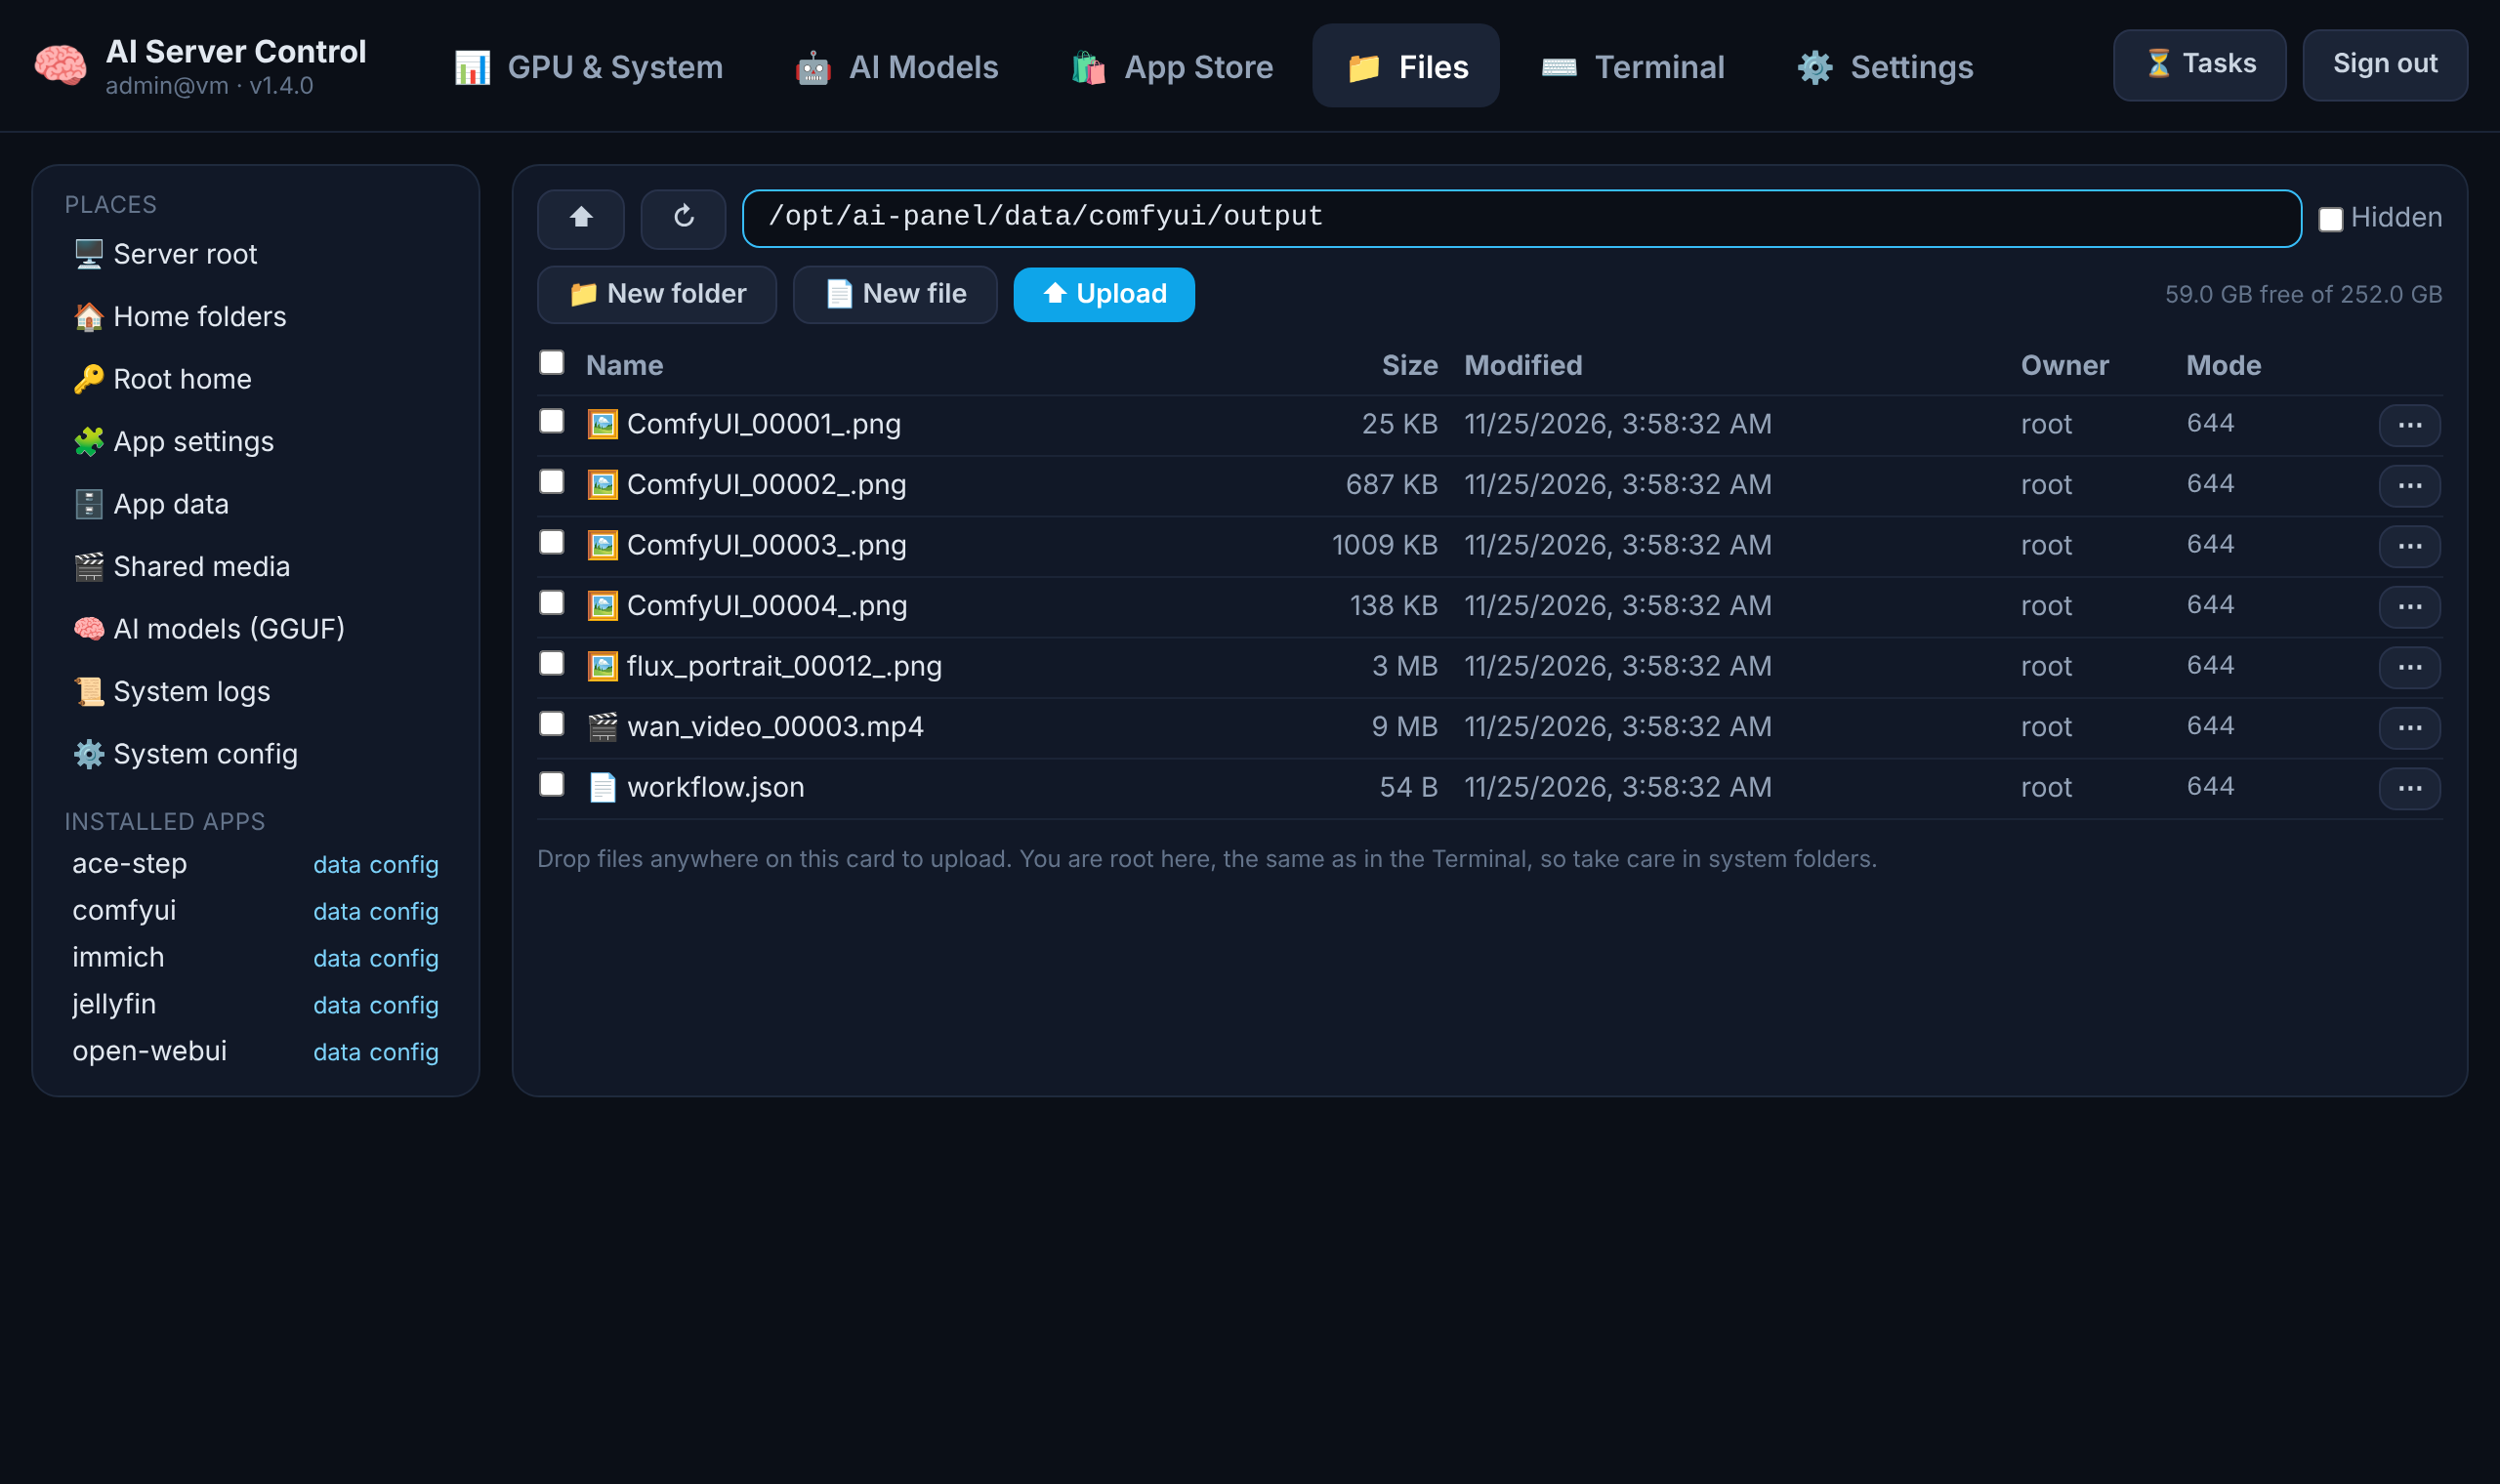 AI Server Control
admin@vm · v1.4.0
GPU & System
AI Models
App Store
Files
Terminal
Settings
Tasks
Sign out
PLACES
Server root
Home folders
Root home
App settings
App data
Shared media
AI models (GGUF)
System logs
System config
INSTALLED APPS
ace-step data config
comfyui data config
immich data config
jellyfin data config
open-webui data config
/opt/ai-panel/data/comfyui/output
Hidden
New folder
New file
Upload
59.0 GB free of 252.0 GB
Name Size Modified Owner Mode
ComfyUI_00001_.png 25 KB 11/25/2026, 3:58:32 AM root 644
ComfyUI_00002_.png 687 KB 11/25/2026, 3:58:32 AM root 644
ComfyUI_00003_.png 1009 KB 11/25/2026, 3:58:32 AM root 644
ComfyUI_00004_.png 138 KB 11/25/2026, 3:58:32 AM root 644
flux_portrait_00012_.png 3 MB 11/25/2026, 3:58:32 AM root 644
wan_video_00003.mp4 9 MB 11/25/2026, 3:58:32 AM root 644
workflow.json 54 B 11/25/2026, 3:58:32 AM root 644
Drop files anywhere on this card to upload. You are root here, the same as in the Terminal, so take care in system folders.